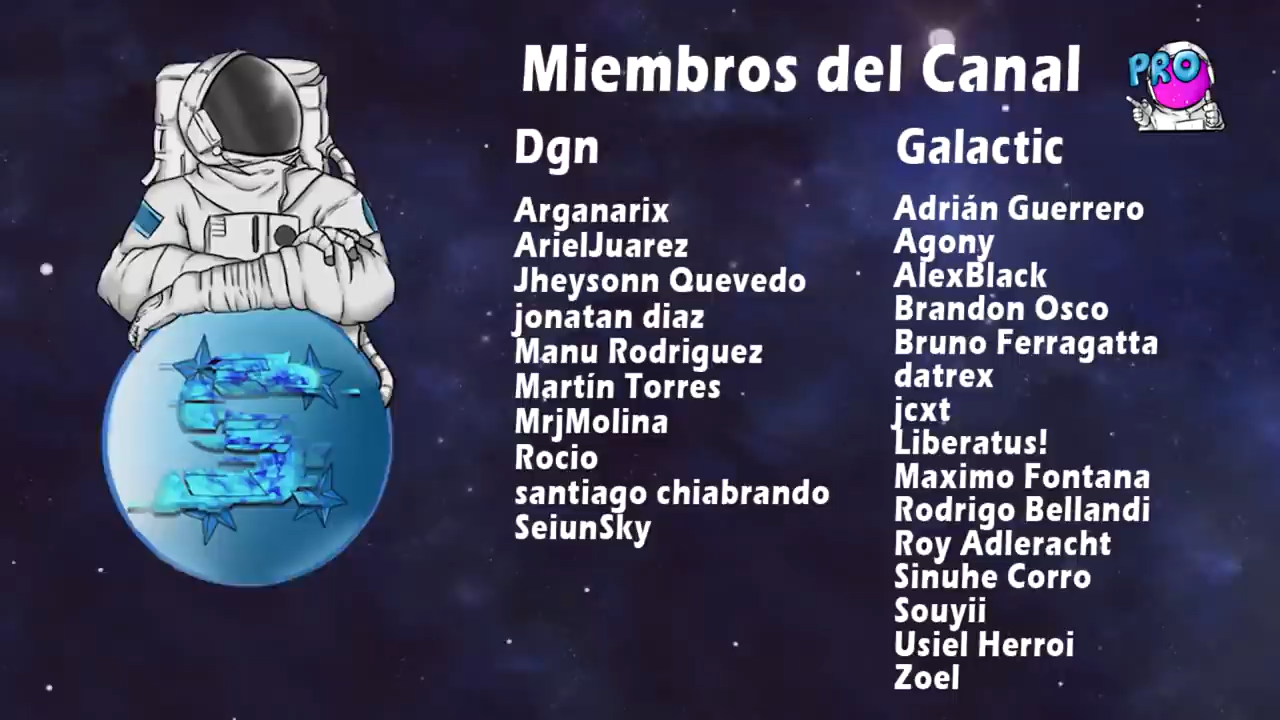 Miembros del Canal
PRO
Dgn
Arganarix
ArielJuarez
Jheysonn Quevedo
jonatan diaz
Manu Rodriguez
Martín Torres
MrjMolina
Rocio
santiago chiabrando
SeiunSky
Galactic
Adrián Guerrero
Agony
AlexBlack
Brandon Osco
Bruno Ferragatta
datrex
jcxt
Liberatus!
Maximo Fontana
Rodrigo Bellandi
Roy Adleracht
Sinuhe Corro
Souyii
Usiel Herroi
Zoel
S